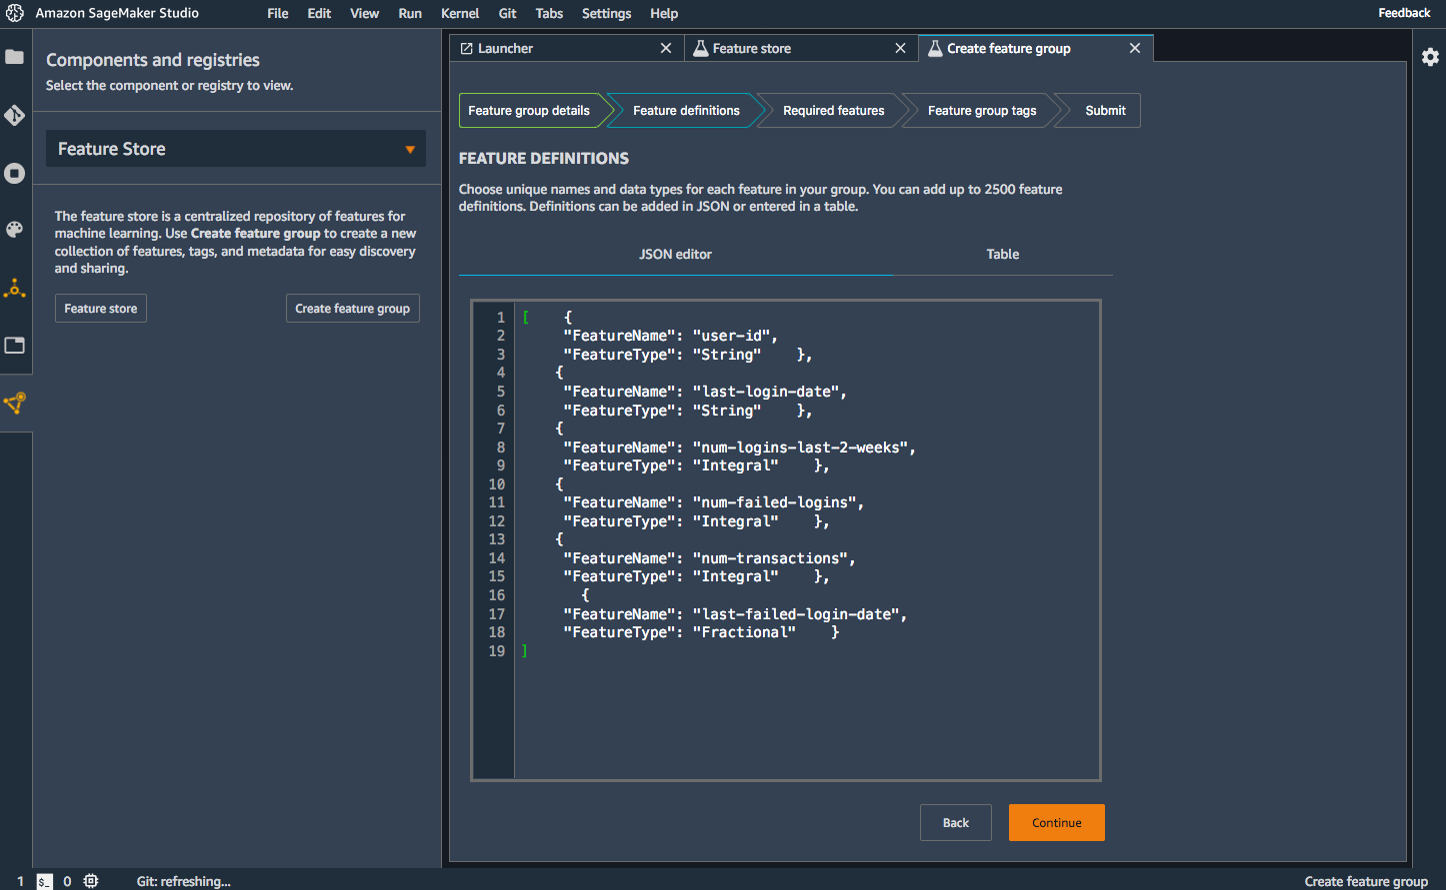 Amazon SageMaker Studio File Edit View Run Kernel Git Tabs Settings Help Feedback
Components and registries
Select the component or registry to view.
Feature Store
The feature store is a centralized repository of features for
machine learning. Use Create feature group to create a new
collection of features, tags, and metadata for easy discovery
and sharing.
Feature store Create feature group
Launcher Feature store Create feature group
Feature group details Feature definitions Required features Feature group tags Submit
FEATURE DEFINITIONS
Choose unique names and data types for each feature in your group. You can add up to 2500 feature
definitions. Definitions can be added in JSON or entered in a table.
JSON editor Table
1 [ {
2 "FeatureName": "user-id",
3 "FeatureType": "String" },
4 {
5 "FeatureName": "last-login-date",
6 "FeatureType": "String" },
7 {
8 "FeatureName": "num-logins-last-2-weeks",
9 "FeatureType": "Integral" },
10 {
11 "FeatureName": "num-failed-logins",
12 "FeatureType": "Integral" },
13 {
14 "FeatureName": "num-transactions",
15 "FeatureType": "Integral" },
16 {
17 "FeatureName": "last-failed-login-date",
18 "FeatureType": "Fractional" }
19 ]
Back Continue
1 $_ 0 Git: refreshing... Create feature group